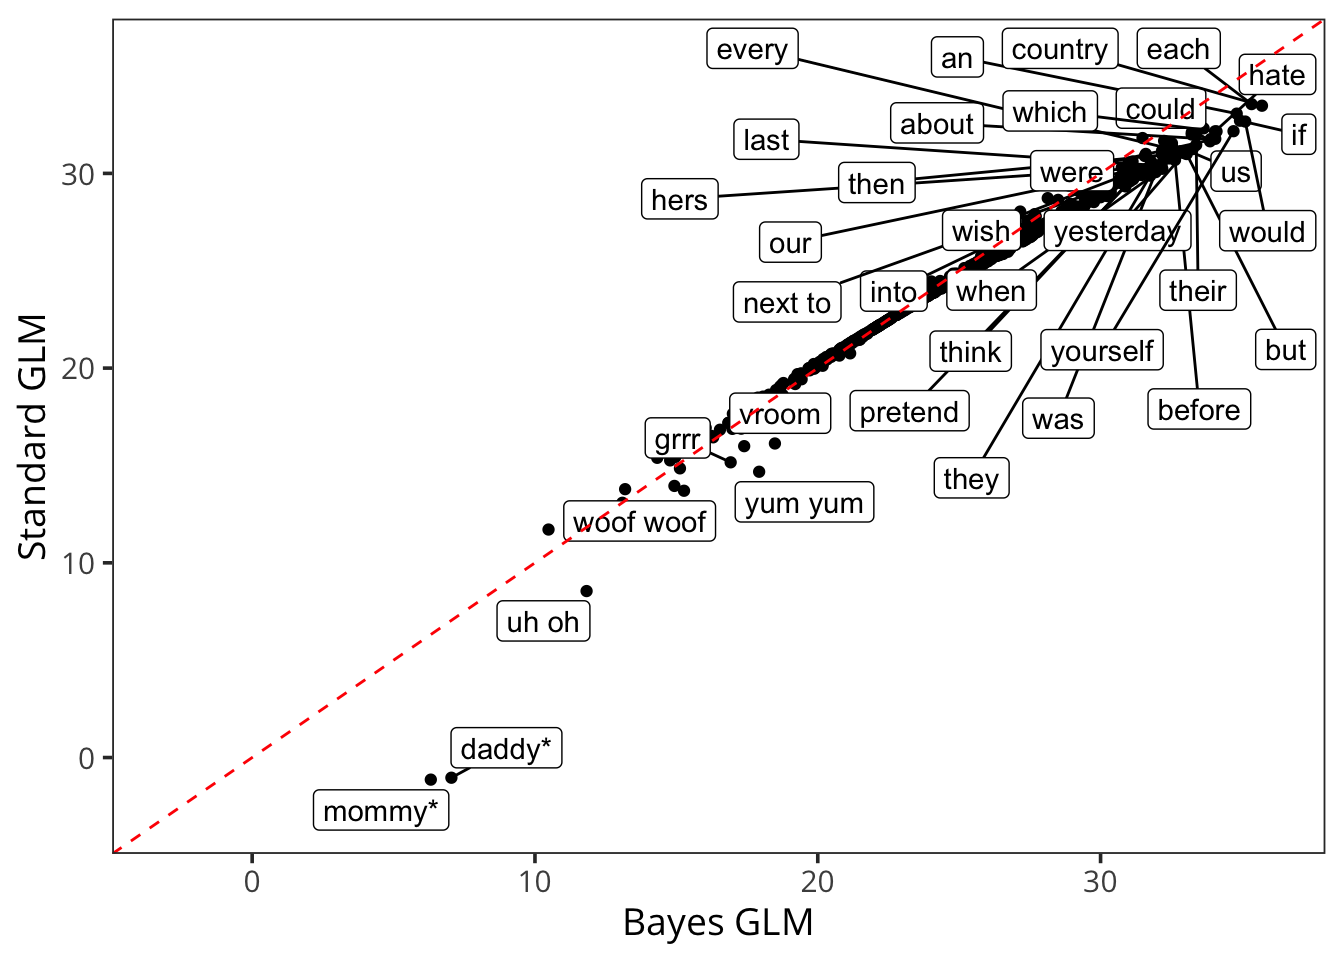 every
an
country
each
hate
which
could
about
if
last
were
us
then
hers
our
wish
yesterday
would
next to
into
when
their
think
yourself
but
vroom
pretend
before
was
grrr
they
yum yum
woof woof
uh oh
daddy*
mommy*
30
20
10
0
Standard GLM
0
10
20
30
Bayes GLM